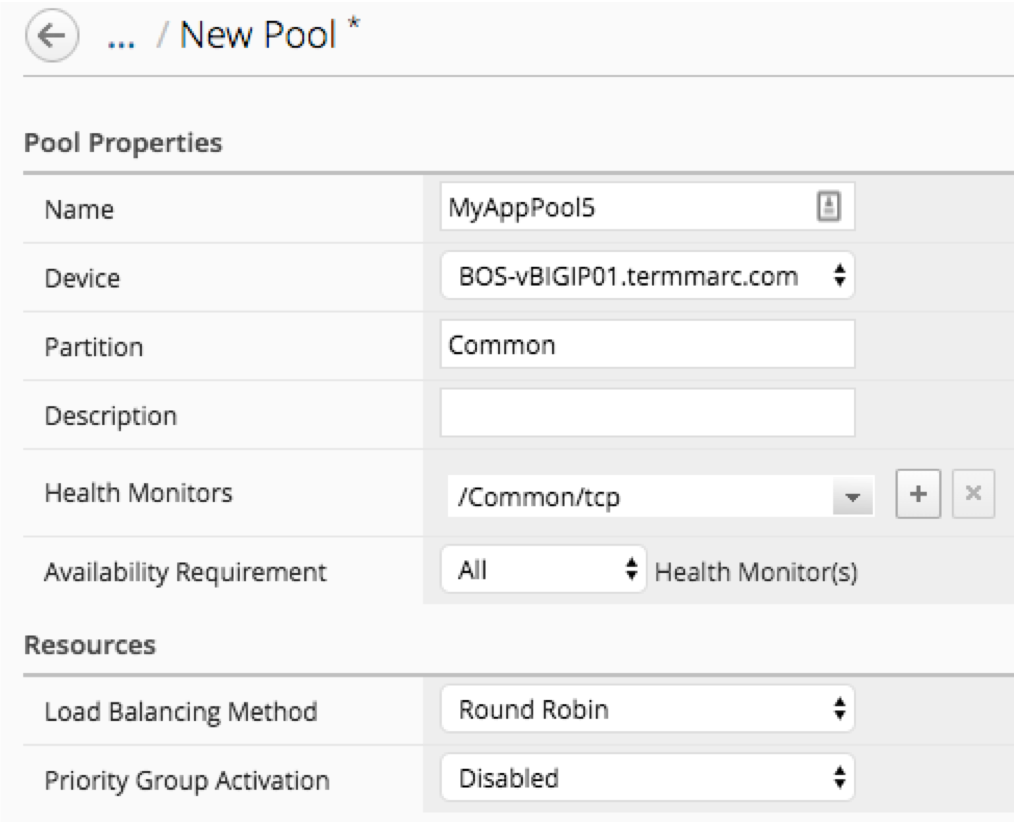 ... / New Pool *
Pool Properties
Name MyAppPool5
Device BOS-vBIGIP01.termmarc.com
Partition Common
Description
Health Monitors /Common/tcp + ×
Availability Requirement All Health Monitor(s)
Resources
Load Balancing Method Round Robin
Priority Group Activation Disabled